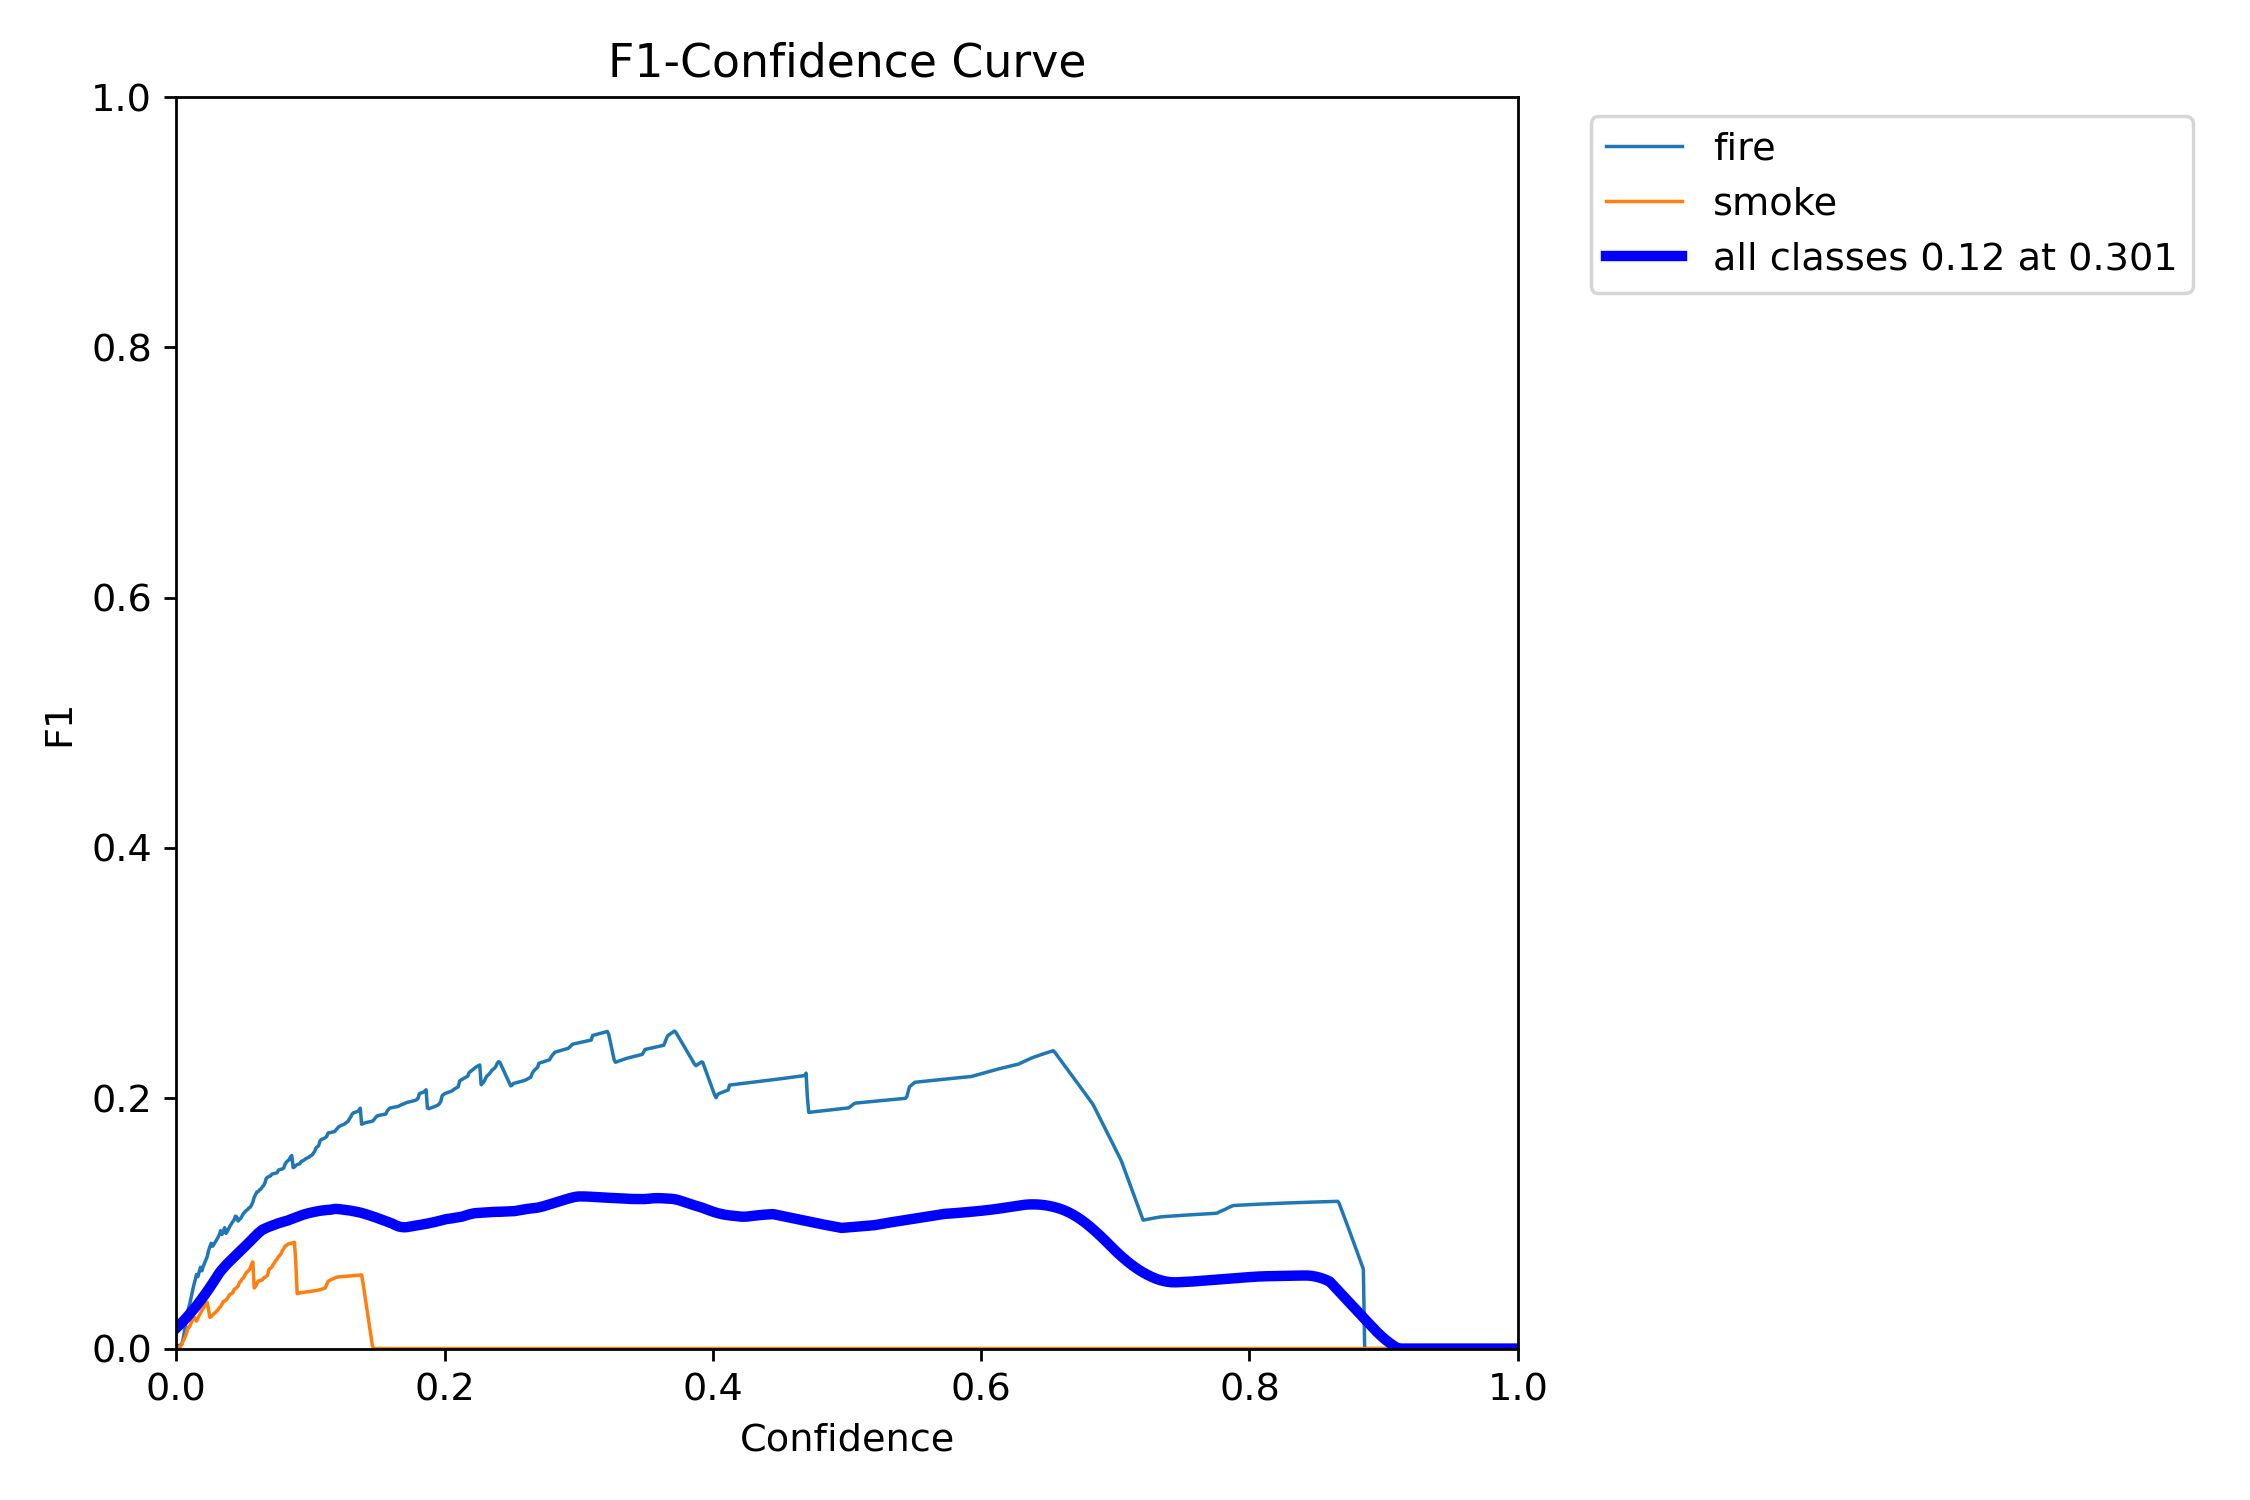 F1-Confidence Curve
1.0
0.8
0.6
0.4
0.2
0.0
F1
0.0 0.2 0.4 0.6 0.8 1.0
Confidence
fire
smoke
all classes 0.12 at 0.301